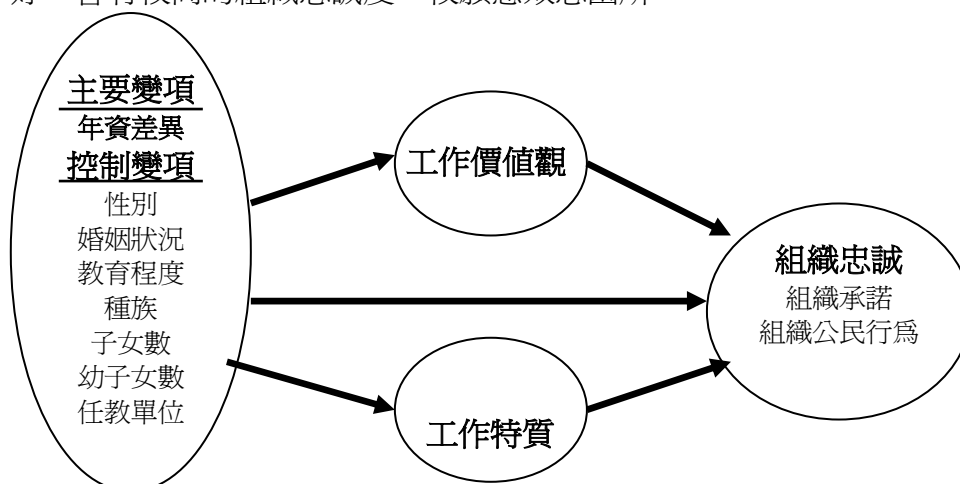 主要變項
年資差異
控制變項
性別
婚姻狀況
教育程度
種族
子女數
幼子女數
任教單位
工作價值觀
工作特質
組織忠誠
組織承諾
組織公民行為